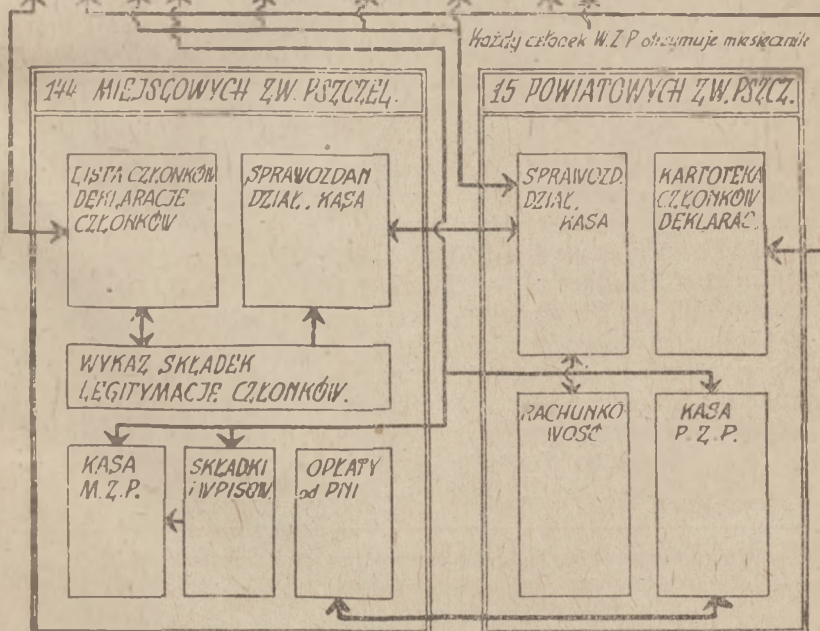 Każdy członek W.Z.P otrzymuje miesięcznik
144 MIEJSCOWYCH ZW. PSZCZEL.
15 POWIATOWYCH ZW. PSZCZ.
LISTA CZŁONKÓW
DEKLARACJE
CZŁONKÓW
SPRAWOZDAN
DZIAŁ. KASA
SPRAWOZD.
DZIAŁ.
KASA
KARTOTEKA
CZŁONKÓW
DEKLARAC.
WYKAZ SKŁADEK
LEGITYMACJE CZŁONKÓW.
KASA
M.Z.P.
SKŁADKI
i WPISOW.
OPŁATY
od PNI
RACHUNKO
WOŚĆ
KASA
P.Z.P.